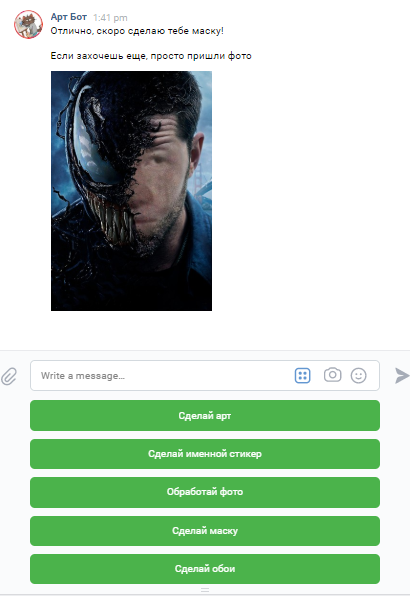 Арт Бот 1:41 pm
Отлично, скоро сделаю тебе маску!
Если захочешь еще, просто пришли фото
Write a message...
Сделай арт
Сделай именной стикер
Обработай фото
Сделай маску
Сделай обои